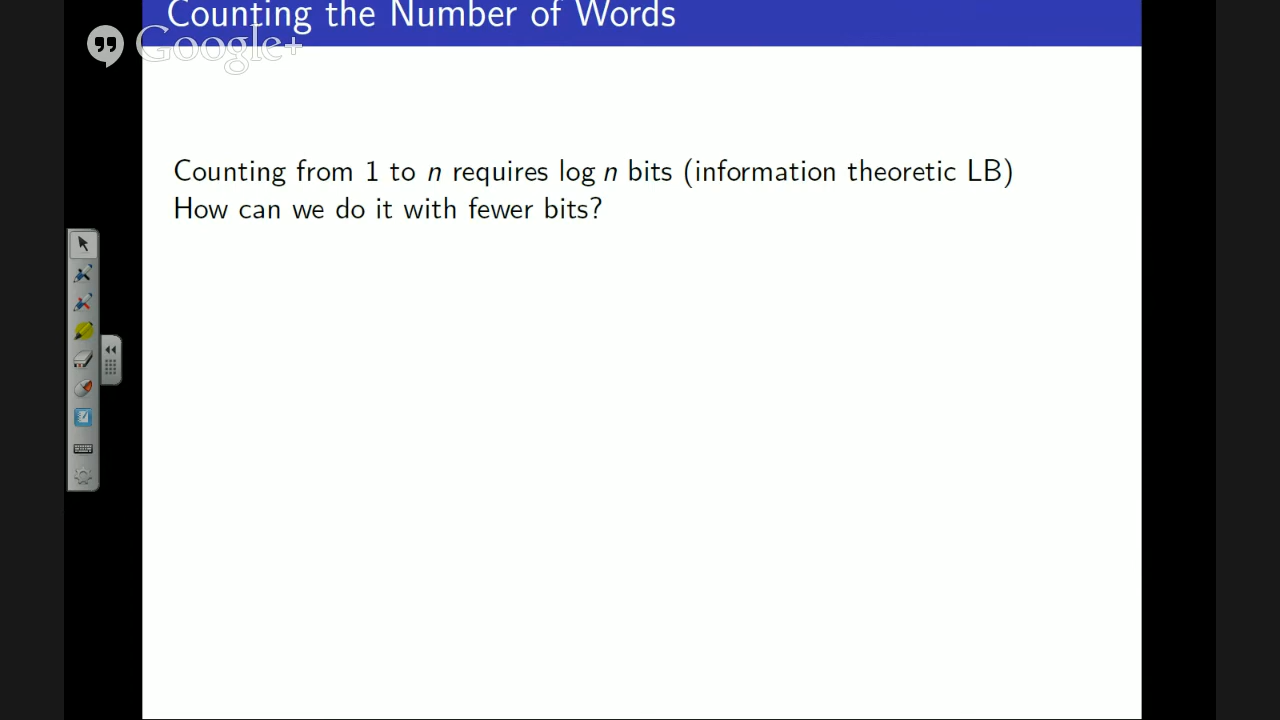 Counting the Number of Words
Google+
Counting from 1 to n requires log n bits (information theoretic LB)
How can we do it with fewer bits?